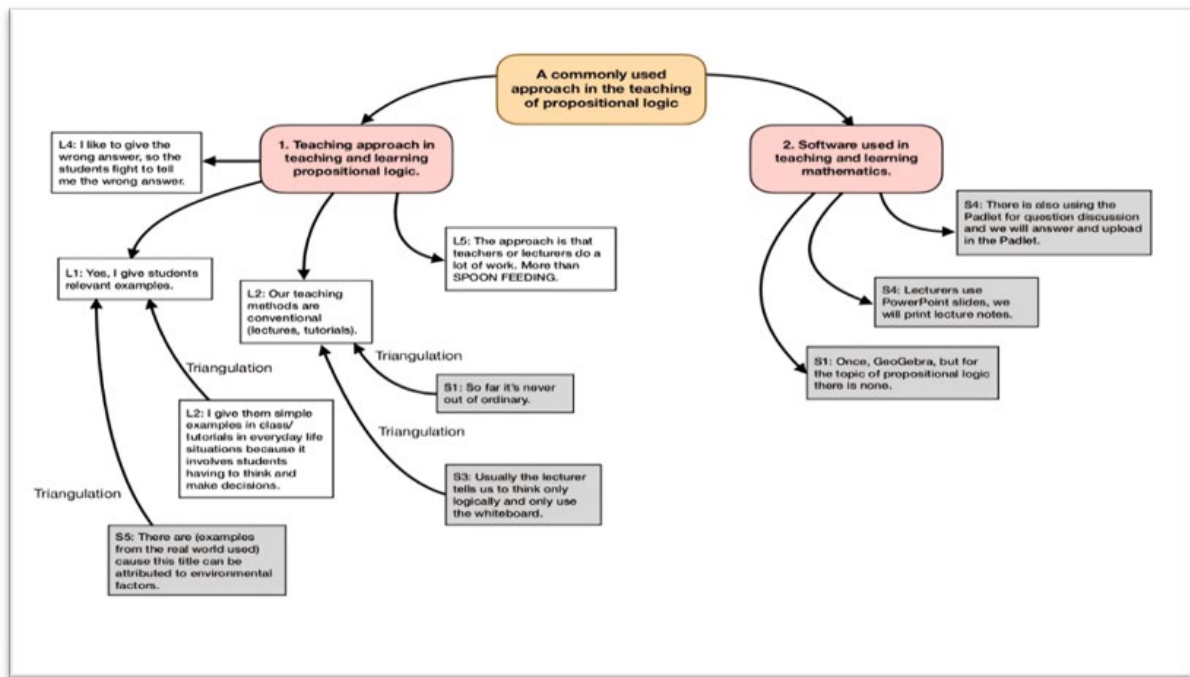 A commonly used
approach in the teaching
of propositional logic
1. Teaching approach in
teaching and learning
propositional logic.
2. Software used in
teaching and learning
mathematics.
L4: I like to give the
wrong answer, so the
students fight to tell
me the wrong answer.
L1: Yes, I give students
relevant examples.
L2: Our teaching
methods are
conventional
(lectures, tutorials).
L5: The approach is that
teachers or lecturers do a
lot of work. More than
SPOON FEEDING.
S4: There is also using the
Padlet for question discussion
and we will answer and upload
in the Padlet.
S4: Lecturers use
PowerPoint slides, we
will print lecture notes.
S1: Once, GeoGebra, but for
the topic of propositional logic
there is none.
Triangulation
Triangulation
S1: So far it's never
out of ordinary.
L2: I give them simple
examples in class/
tutorials in everyday life
situations because it
involves students
having to think and
make decisions.
Triangulation
S3: Usually the lecturer
tells us to think only
logically and only use
the whiteboard.
Triangulation
S5: There are (examples
from the real world used)
cause this title can be
attributed to environmental
factors.